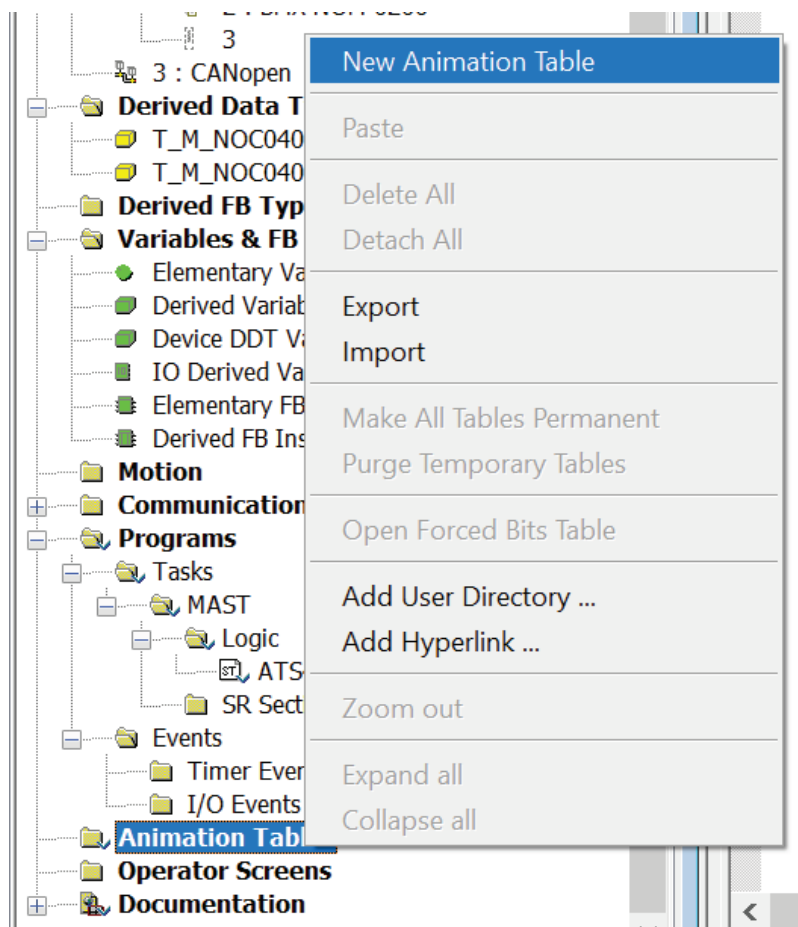 3
3 : CANopen
Derived Data T
T_M_NOC040
T_M_NOC040
Derived FB Typ
Variables & FB
Elementary Va
Derived Variab
Device DDT Va
IO Derived Va
Elementary FB
Derived FB Ins
Motion
Communication
Programs
Tasks
MAST
Logic
ATS
SR Sect
Events
Timer Ever
I/O Events
Animation Tabl
Operator Screens
Documentation
New Animation Table
Paste
Delete All
Detach All
Export
Import
Make All Tables Permanent
Purge Temporary Tables
Open Forced Bits Table
Add User Directory ...
Add Hyperlink ...
Zoom out
Expand all
Collapse all